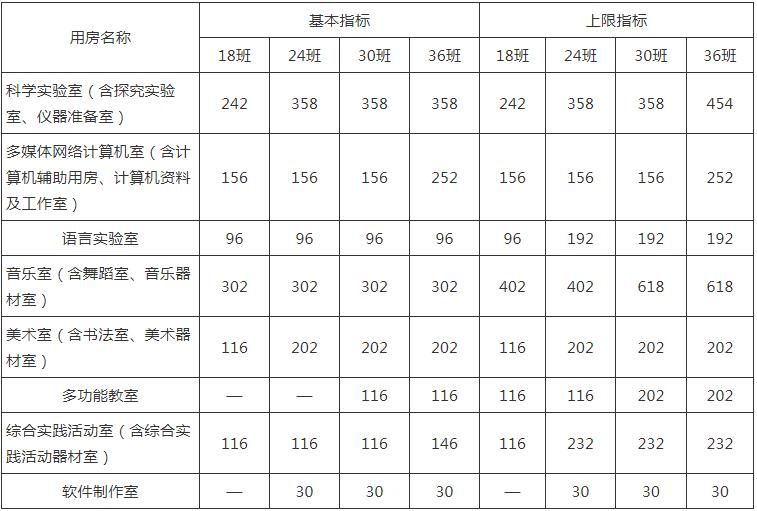 用房名称 基本指标 上限指标
18班 24班 30班 36班 18班 24班 30班 36班
科学实验室（含探究实验
室、仪器准备室） 242 358 358 358 242 358 358 454
多媒体网络计算机室（含计
算机辅助用房、计算机资料
及工作室） 156 156 156 252 156 156 156 252
语言实验室 96 96 96 96 96 192 192 192
音乐室（含舞蹈室、音乐器
材室） 302 302 302 302 402 402 618 618
美术室（含书法室、美术器
材室） 116 202 202 202 116 202 202 202
多功能教室 — — 116 116 116 116 202 202
综合实践活动室（含综合实
践活动器材室） 116 116 116 146 116 232 232 232
软件制作室 — 30 30 30 — 30 30 30